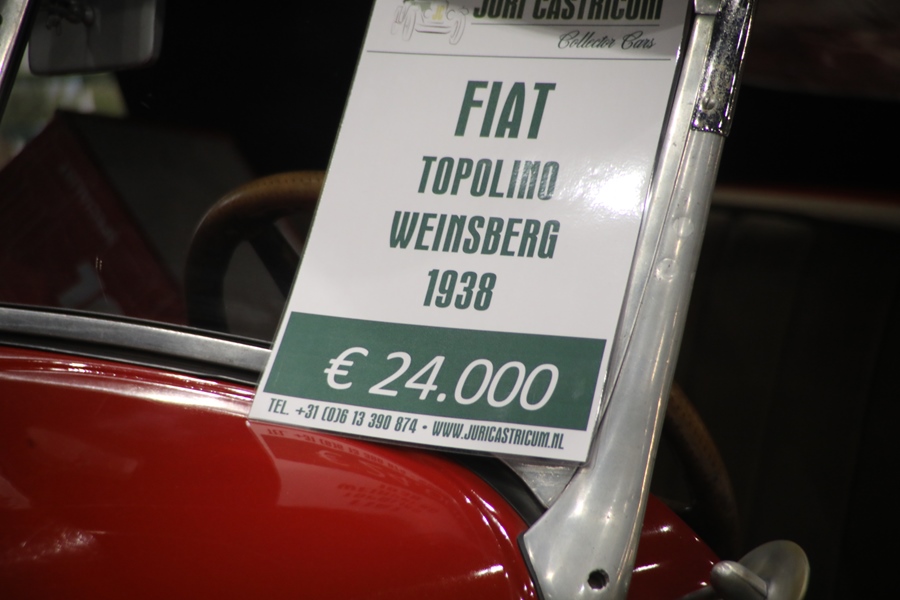 JURI CASTRICUM
Collector Cars
FIAT
TOPOLINO
WEINSBERG
1938
€ 24.000
TEL. +31 (0)6 13 390 874 • WWW.JURICASTRICUM.NL